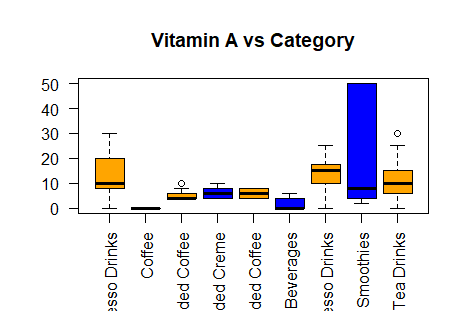 Vitamin A vs Category
50
40
30
20
10
0
esso Drinks
Coffee
ded Coffee
ded Creme
ded Coffee
Beverages
esso Drinks
Smoothies
Tea Drinks